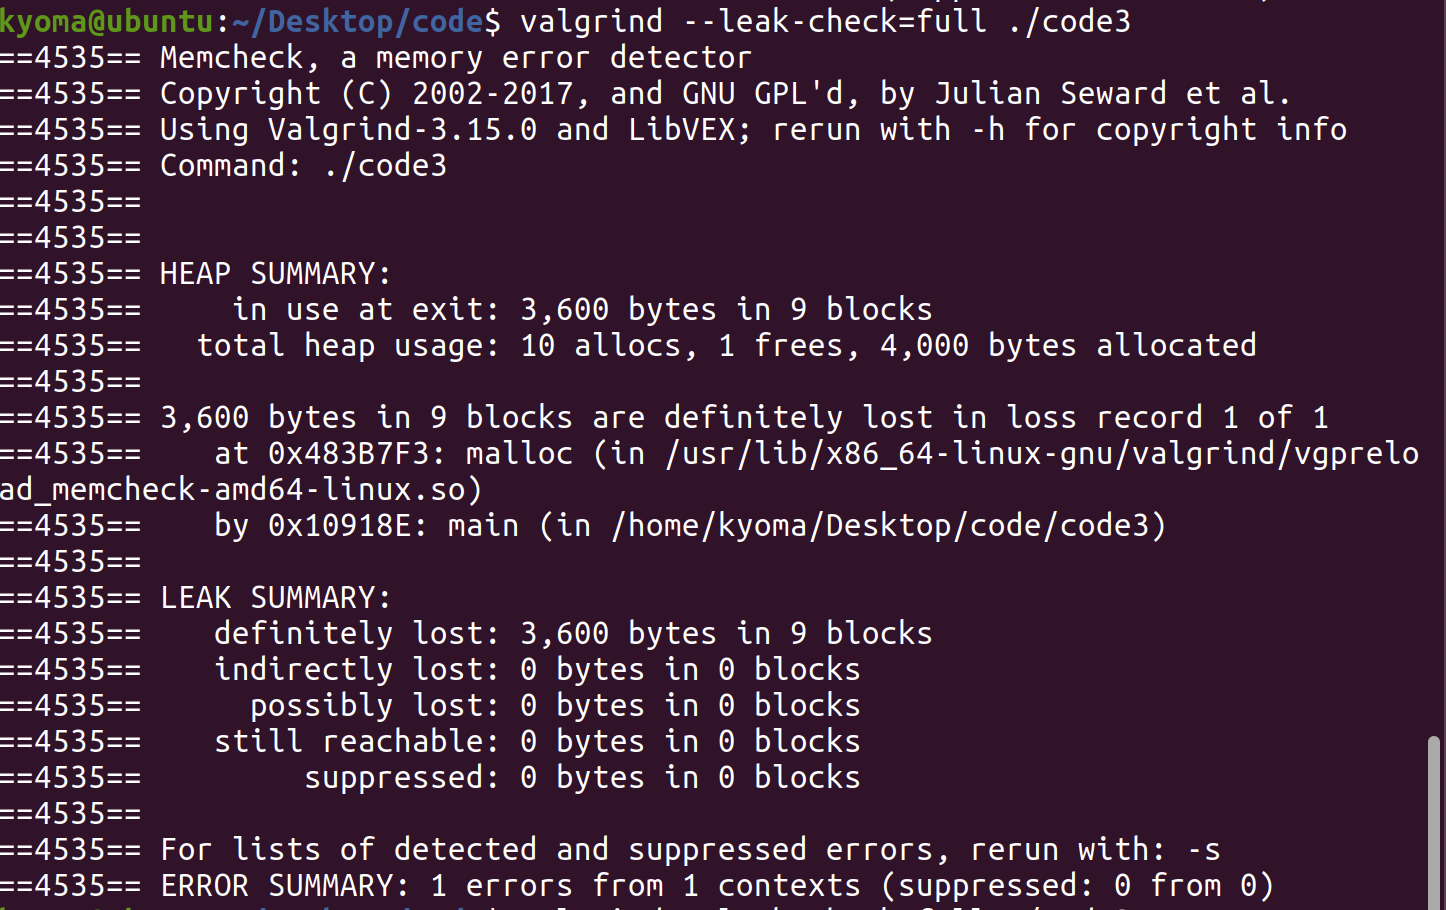 kyoma@ubuntu:~/Desktop/code$ valgrind --leak-check=full ./code3
==4535== Memcheck, a memory error detector
==4535== Copyright (C) 2002-2017, and GNU GPL'd, by Julian Seward et al.
==4535== Using Valgrind-3.15.0 and LibVEX; rerun with -h for copyright info
==4535== Command: ./code3
==4535==
==4535==
==4535== HEAP SUMMARY:
==4535==     in use at exit: 3,600 bytes in 9 blocks
==4535==   total heap usage: 10 allocs, 1 frees, 4,000 bytes allocated
==4535==
==4535== 3,600 bytes in 9 blocks are definitely lost in loss record 1 of 1
==4535==    at 0x483B7F3: malloc (in /usr/lib/x86_64-linux-gnu/valgrind/vgprelo
ad_memcheck-amd64-linux.so)
==4535==    by 0x10918E: main (in /home/kyoma/Desktop/code/code3)
==4535==
==4535== LEAK SUMMARY:
==4535==    definitely lost: 3,600 bytes in 9 blocks
==4535==    indirectly lost: 0 bytes in 0 blocks
==4535==      possibly lost: 0 bytes in 0 blocks
==4535==    still reachable: 0 bytes in 0 blocks
==4535==         suppressed: 0 bytes in 0 blocks
==4535==
==4535== For lists of detected and suppressed errors, rerun with: -s
==4535== ERROR SUMMARY: 1 errors from 1 contexts (suppressed: 0 from 0)